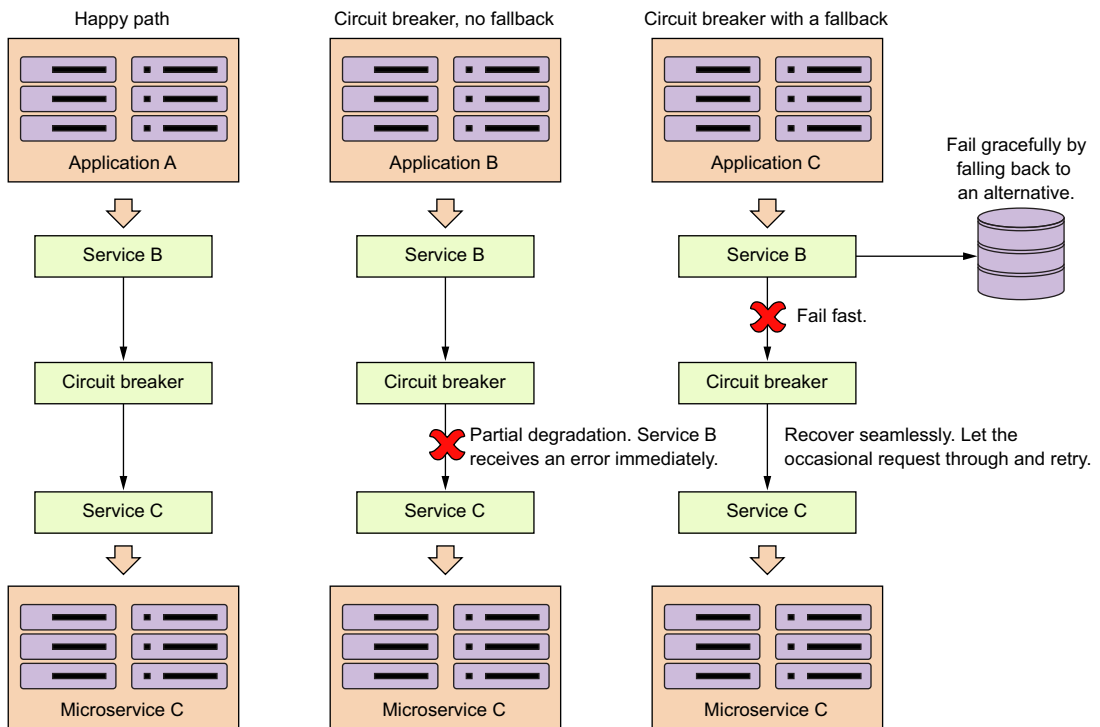 Happy path
Circuit breaker, no fallback
Circuit breaker with a fallback
Application A
Application B
Application C
Fail gracefully by
falling back to
an alternative.
Service B
Service B
Service B
Fail fast.
Circuit breaker
Circuit breaker
Circuit breaker
Partial degradation. Service B
receives an error immediately.
Recover seamlessly. Let the
occasional request through and retry.
Service C
Service C
Service C
Microservice C
Microservice C
Microservice C